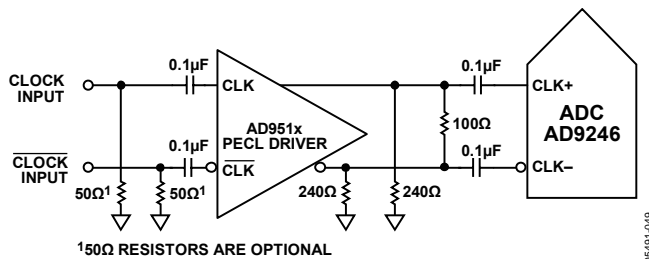 CLOCK
INPUT
0.1µF
CLK
0.1µF
CLK+
CLOCK
INPUT
0.1µF
CLK
AD951x
PECL DRIVER
100Ω
0.1µF
CLK–
ADC
AD9246
50Ω¹
50Ω¹
240Ω
240Ω
¹50Ω RESISTORS ARE OPTIONAL